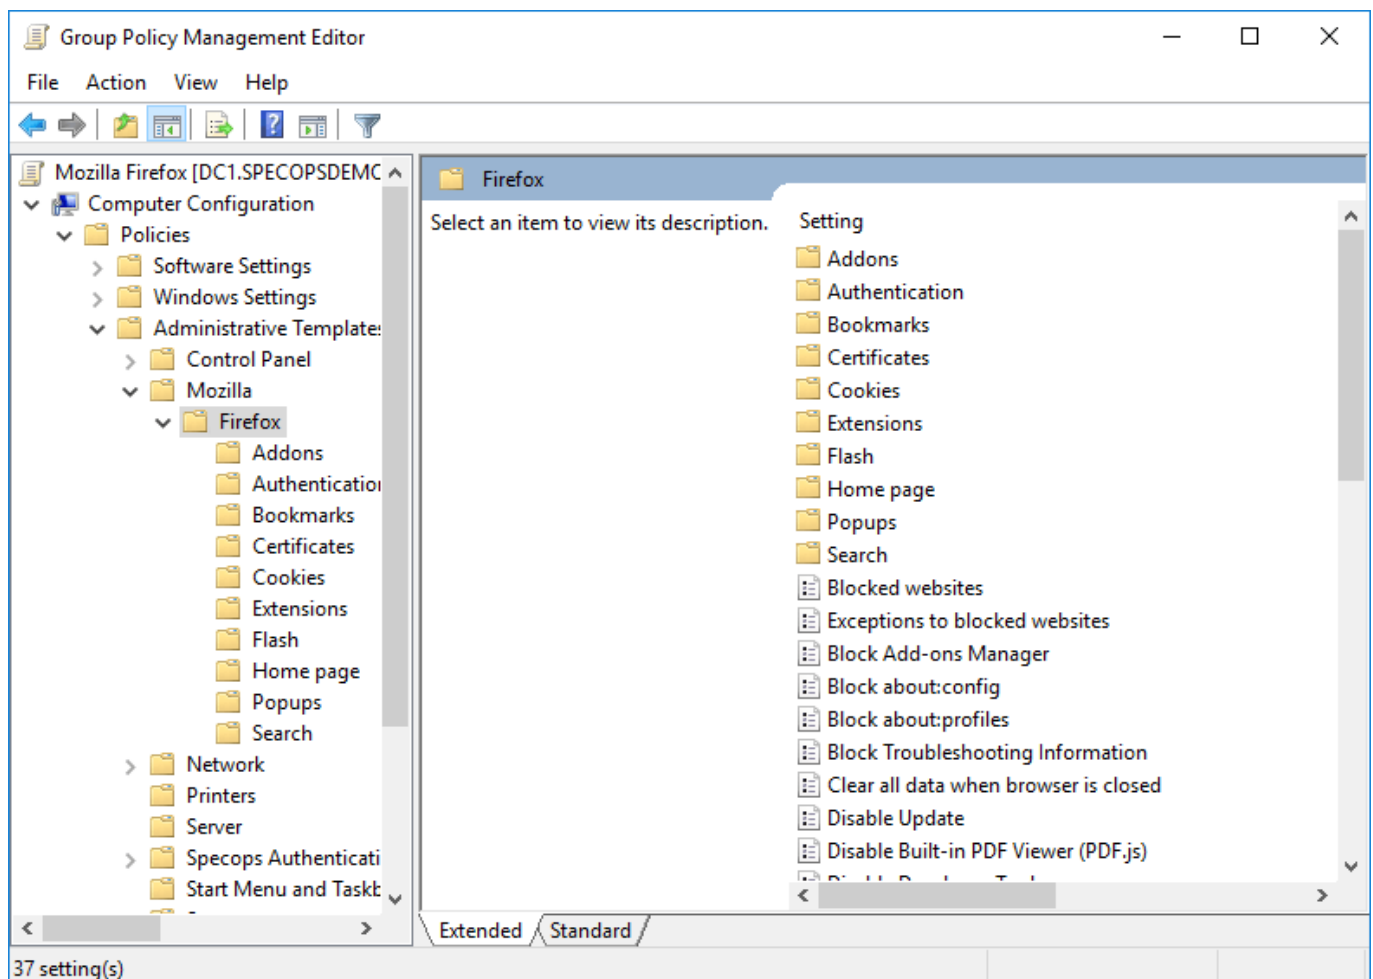 Group Policy Management Editor
File Action View Help
Mozilla Firefox [DC1.SPECOPSDEMC
Computer Configuration
Policies
Software Settings
Windows Settings
Administrative Template
Control Panel
Mozilla
Firefox
Addons
Authentication
Bookmarks
Certificates
Cookies
Extensions
Flash
Home page
Popups
Search
Network
Printers
Server
Specops Authenticati
Start Menu and Taskb
Firefox
Select an item to view its description.
Setting
Addons
Authentication
Bookmarks
Certificates
Cookies
Extensions
Flash
Home page
Popups
Search
Blocked websites
Exceptions to blocked websites
Block Add-ons Manager
Block about:config
Block about:profiles
Block Troubleshooting Information
Clear all data when browser is closed
Disable Update
Disable Built-in PDF Viewer (PDF.js)
Extended Standard
37 setting(s)